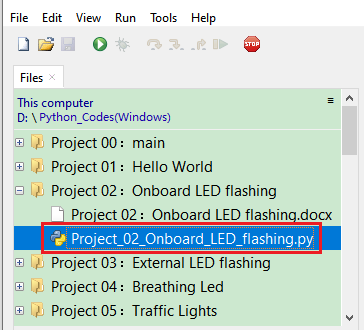 File Edit View Run Tools Help
STOP
Files ×
This computer
D: \ Python_Codes(Windows)
Project 00：main
Project 01：Hello World
Project 02：Onboard LED flashing
Project 02：Onboard LED flashing.docx
Project_02_Onboard_LED_flashing.py
Project 03：External LED flashing
Project 04：Breathing Led
Project 05：Traffic Lights